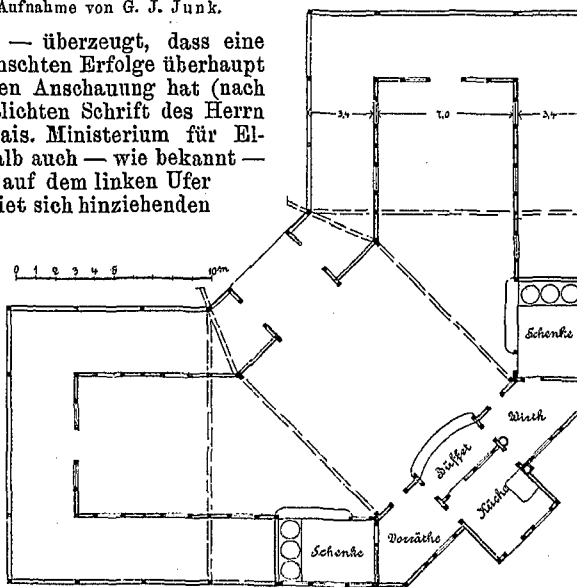 Aufnahme von G. J. Junk.
— überzeugt, dass eine
nschten Erfolge überhaupt
en Anschauung hat (nach
lichten Schrift des Herrn
ais. Ministerium für El-
alb auch — wie bekannt —
auf dem linken Ufer
iet sich hinziehenden
3,4 7,0 3,4
0 1 2 3 4 5 10m
Schenke
Wirth
Büffet
Küche
Vorräthe
Schenke